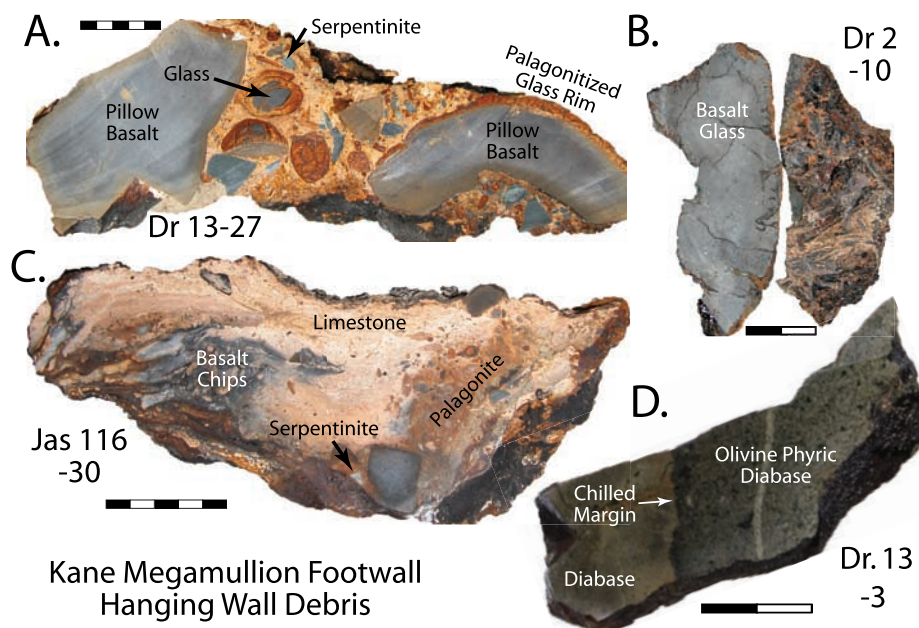 A.
Serpentinite
Glass
Palagonitized
Glass Rim
Pillow
Basalt
Pillow
Basalt
Dr 13-27
B.
Dr 2
-10
Basalt
Glass
C.
Limestone
Basalt
Chips
Palagonite
Serpentinite
Jas 116
-30
D.
Olivine Phyric
Diabase
Chilled
Margin
Diabase
Dr. 13
-3
Kane Megamullion Footwall
Hanging Wall Debris